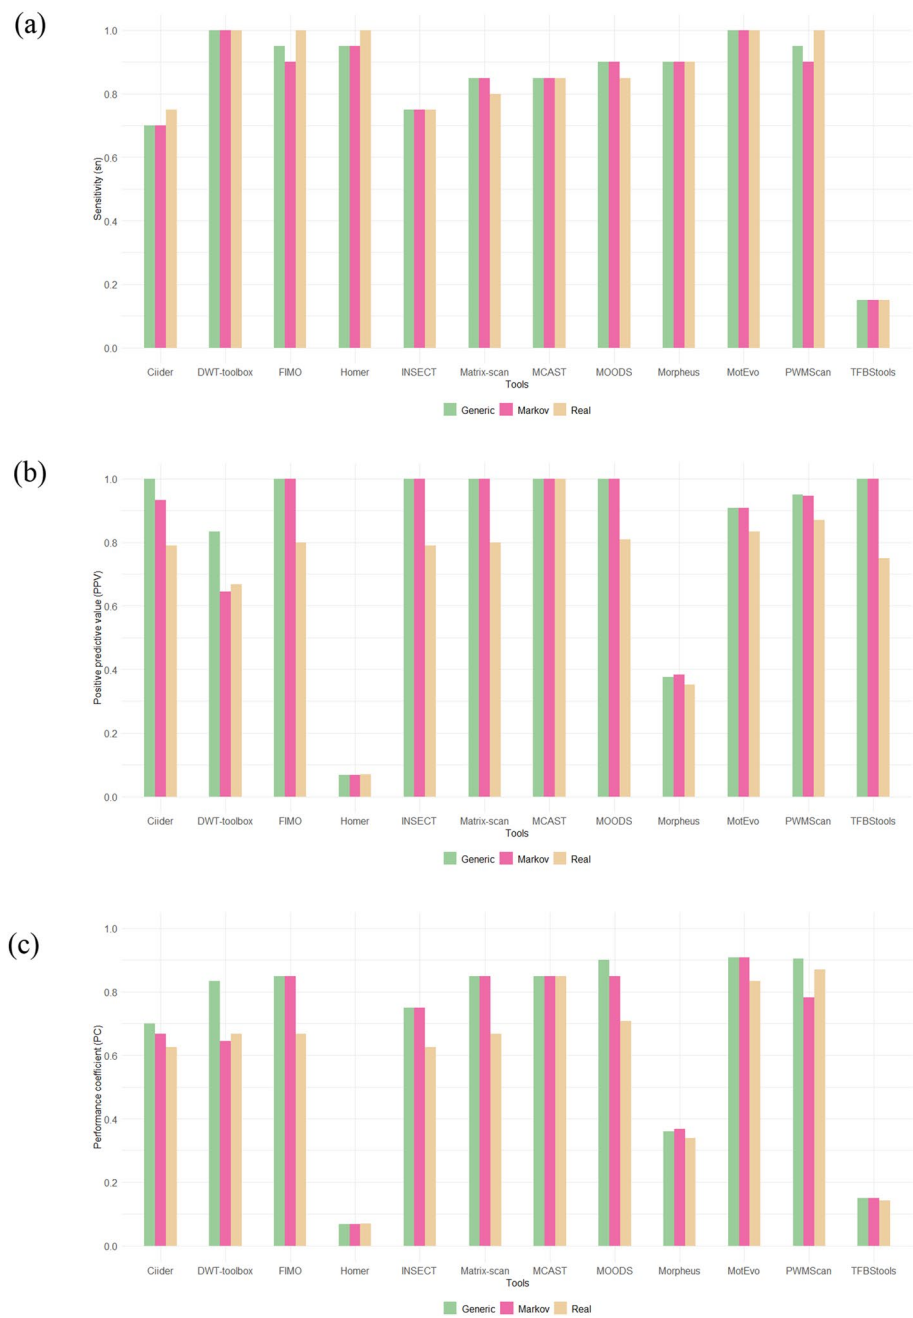 (a)
Sensitivity (sn)
1.0
0.8
0.6
0.4
0.2
0.0
Ciider DWT-toolbox FIMO Homer INSECT Matrix-scan MCAST MOODS Morpheus MotEvo PWMScan TFBStools
Tools
Generic Markov Real
(b)
Positive predictive value (PPV)
1.0
0.8
0.6
0.4
0.2
0.0
Ciider DWT-toolbox FIMO Homer INSECT Matrix-scan MCAST MOODS Morpheus MotEvo PWMScan TFBStools
Tools
Generic Markov Real
(c)
Performance coefficient (PC)
1.0
0.8
0.6
0.4
0.2
0.0
Ciider DWT-toolbox FIMO Homer INSECT Matrix-scan MCAST MOODS Morpheus MotEvo PWMScan TFBStools
Tools
Generic Markov Real